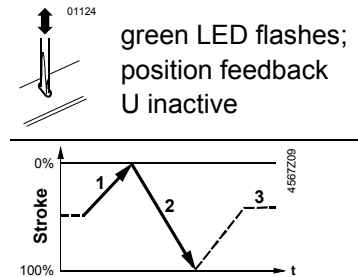 01124
green LED flashes;
position feedback
U inactive
0%
100%
Stroke
1
2
3
t
4567Z09